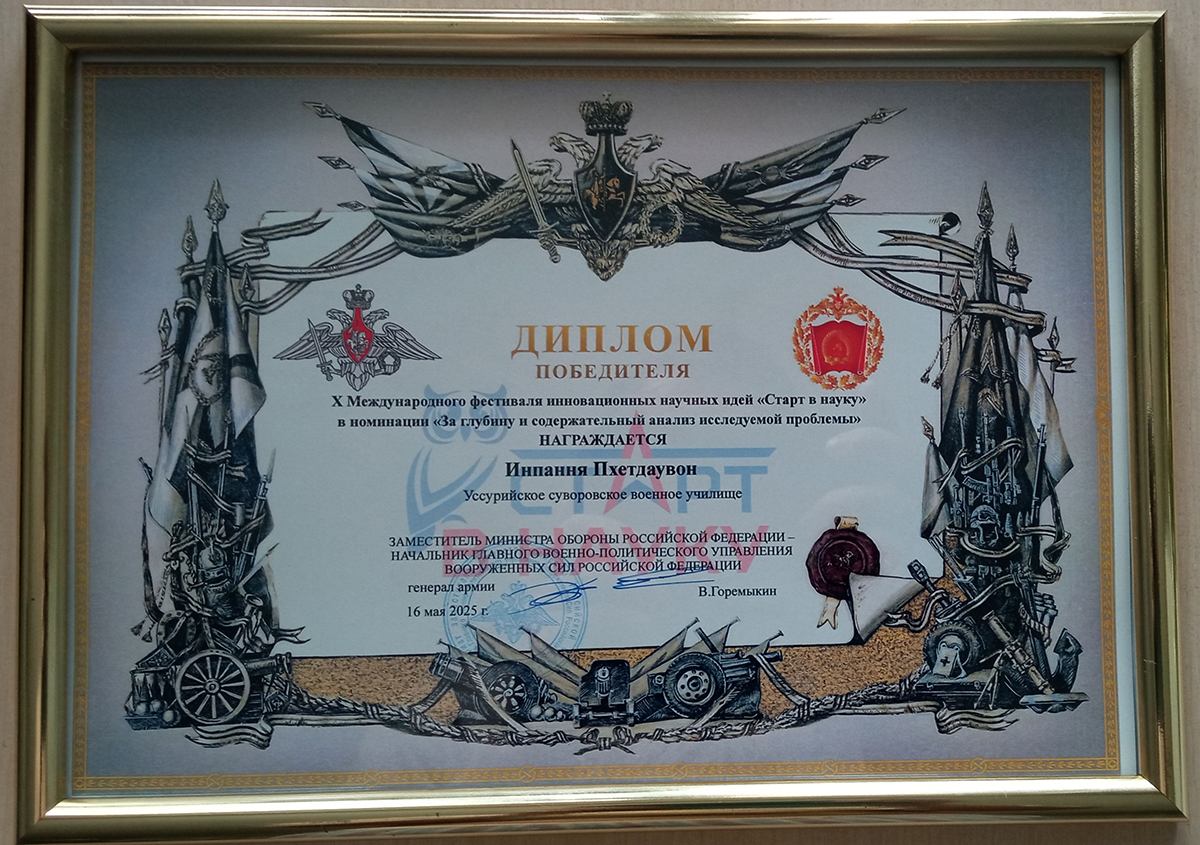 ДИПЛОМ
ПОБЕДИТЕЛЯ
X Международного фестиваля инновационных научных идей «Старт в науку»
в номинации «За глубину и содержательный анализ исследуемой проблемы»
НАГРАЖДАЕТСЯ
Инпання Пхетдаувон
Уссурийское суворовское военное училище
СТАРТ
В НАУКУ
ЗАМЕСТИТЕЛЬ МИНИСТРА ОБОРОНЫ РОССИЙСКОЙ ФЕДЕРАЦИИ –
НАЧАЛЬНИК ГЛАВНОГО ВОЕННО-ПОЛИТИЧЕСКОГО УПРАВЛЕНИЯ
ВООРУЖЕННЫХ СИЛ РОССИЙСКОЙ ФЕДЕРАЦИИ
генерал армии
В.Горемыкин
16 мая 2025 г.